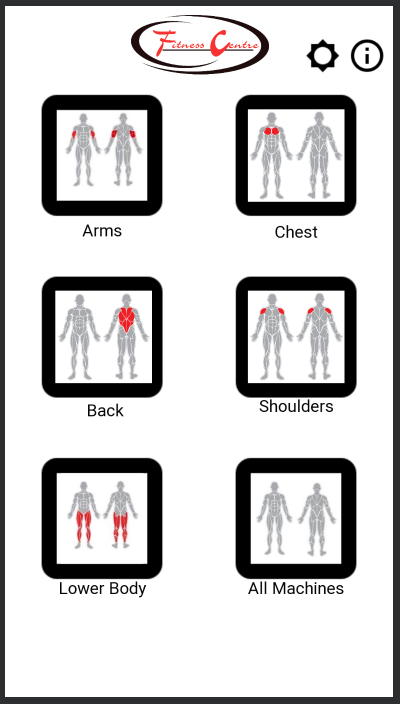 Fitness Centre
Arms
Chest
Back
Shoulders
Lower Body
All Machines